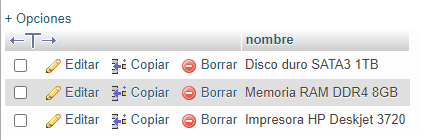 + Opciones
nombre
Editar Copiar Borrar Disco duro SATA3 1TB
Editar Copiar Borrar Memoria RAM DDR4 8GB
Editar Copiar Borrar Impresora HP Deskjet 3720